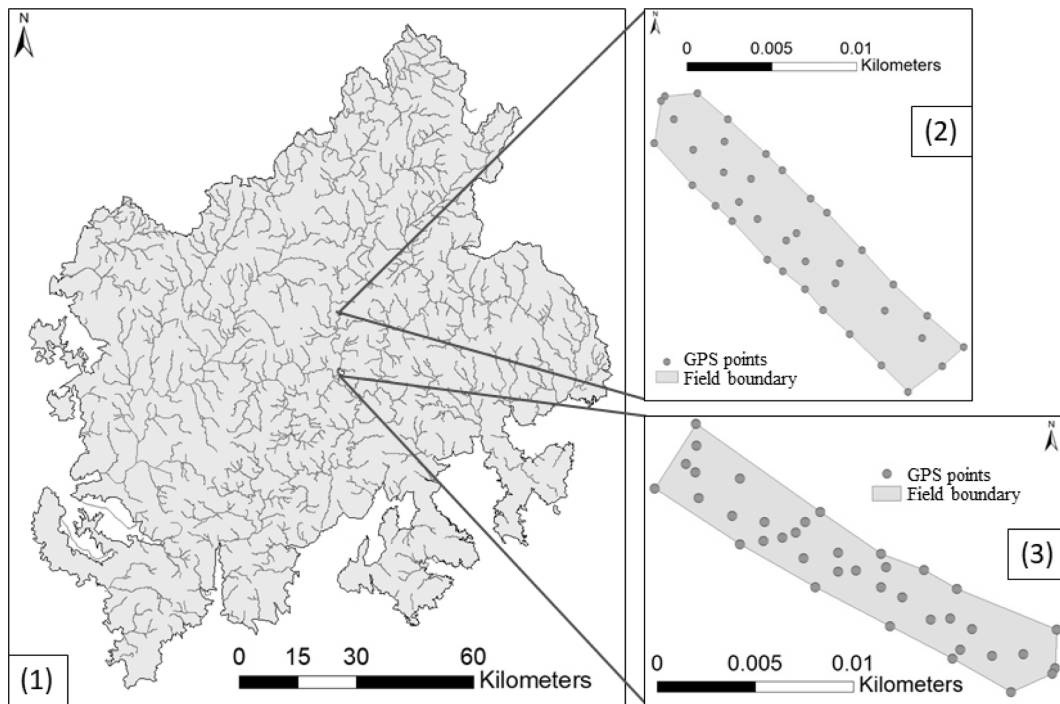 N
0 15 30 60
Kilometers
(1)
N
0 0.005 0.01
Kilometers
(2)
GPS points
Field boundary
N
GPS points
Field boundary
(3)
0 0.005 0.01
Kilometers